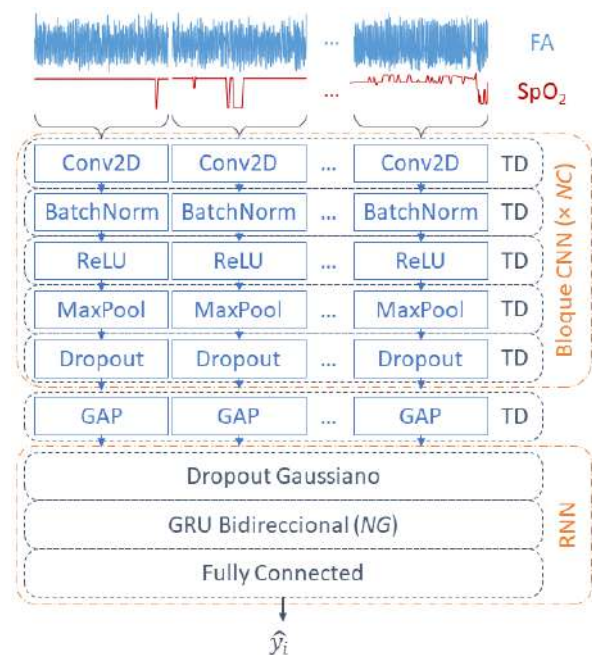 ... FA
... SpO₂
Conv2D Conv2D ... Conv2D TD
BatchNorm BatchNorm ... BatchNorm TD
ReLU ReLU ... ReLU TD
MaxPool MaxPool ... MaxPool TD
Dropout Dropout ... Dropout TD
Bloque CNN (× NC)
GAP GAP ... GAP TD
Dropout Gaussiano
GRU Bidireccional (NG)
Fully Connected
RNN
ŷᵢ